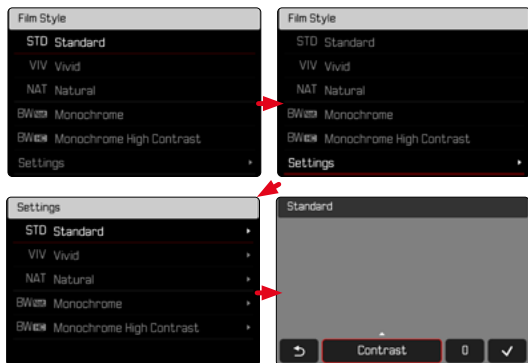 Film Style
STD Standard
VIV Vivid
NAT Natural
BW Monochrome
BW Monochrome High Contrast
Settings
Film Style
STD Standard
VIV Vivid
NAT Natural
BW Monochrome
BW Monochrome High Contrast
Settings
Settings
STD Standard
VIV Vivid
NAT Natural
BW Monochrome
BW Monochrome High Contrast
Standard
Contrast 0